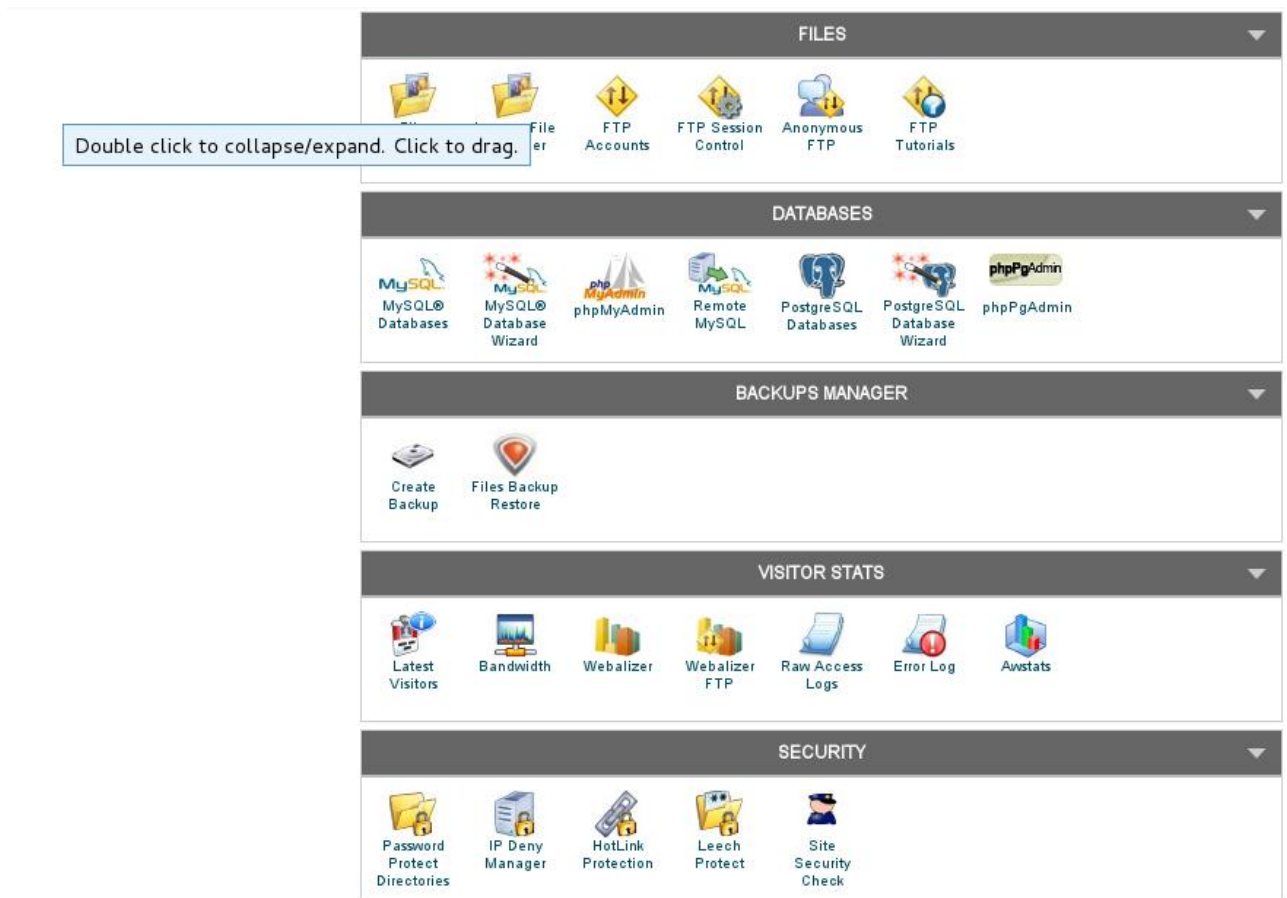 FILES
File
FTP
FTP Session
Anonymous
FTP
er
Accounts
Control
FTP
Tutorials
Double click to collapse/expand. Click to drag.
DATABASES
MySQL
MySQL
php
MyAdmin
MySQL
phpPgAdmin
MySQL®
MySQL®
phpMyAdmin
Remote
PostgreSQL
PostgreSQL
phpPgAdmin
Databases
Database
MySQL
Databases
Database
Wizard
Wizard
BACKUPS MANAGER
Create
Files Backup
Backup
Restore
VISITOR STATS
Latest
Bandwidth
Webalizer
Webalizer
Raw Access
Error Log
Awstats
Visitors
FTP
Logs
SECURITY
Password
IP Deny
HotLink
Leech
Site
Protect
Manager
Protection
Protect
Security
Directories
Check